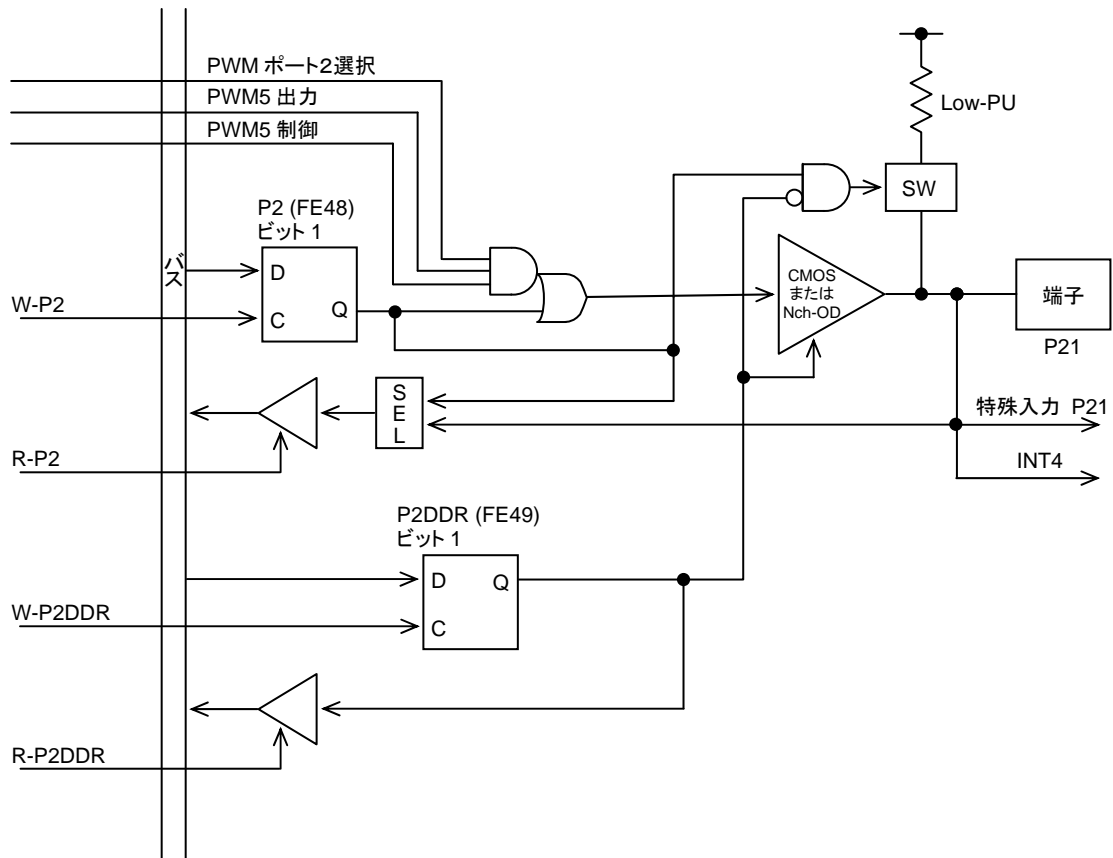 PWM ポート2選択
PWM5 出力
PWM5 制御
Low-PU
SW
P2 (FE48)
ビット 1
バス
D
C
Q
W-P2
CMOS
または
Nch-OD
端子
P21
SEL
特殊入力 P21
INT4
R-P2
P2DDR (FE49)
ビット 1
D
Q
C
W-P2DDR
R-P2DDR